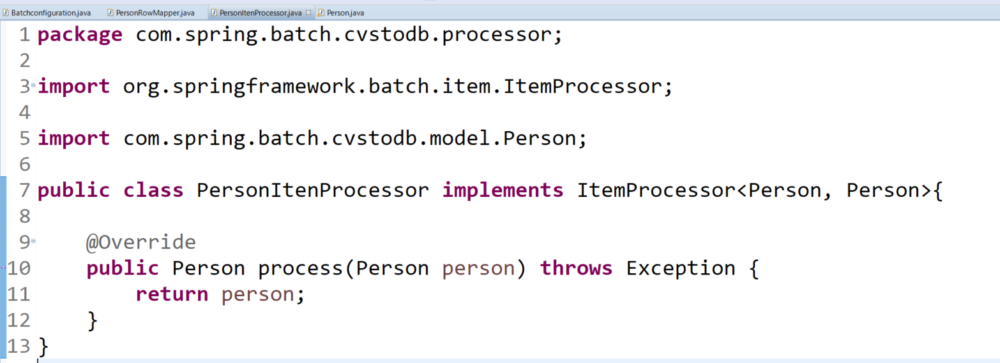 Batchconfiguration.java PersonRowMapper.java PersonItenProcessor.java Person.java
1 package com.spring.batch.cvstodb.processor;
2
3 import org.springframework.batch.item.ItemProcessor;
4
5 import com.spring.batch.cvstodb.model.Person;
6
7 public class PersonItenProcessor implements ItemProcessor<Person, Person>{
8
9     @Override
10     public Person process(Person person) throws Exception {
11         return person;
12     }
13 }